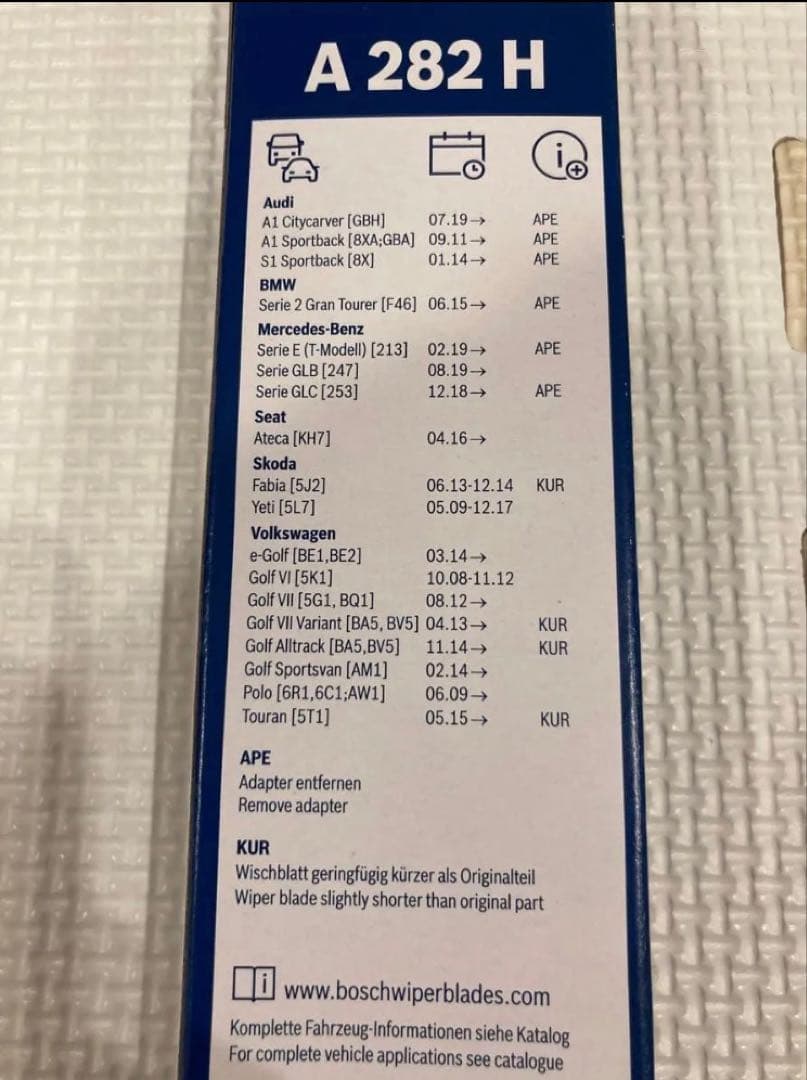 A 282 H
Audi
A1 Citycarver [GBH] 07.19→ APE
A1 Sportback [8XA;GBA] 09.11→ APE
S1 Sportback [8X] 01.14→ APE
BMW
Serie 2 Gran Tourer [F46] 06.15→ APE
Mercedes-Benz
Serie E (T-Modell) [213] 02.19→ APE
Serie GLB [247] 08.19→
Serie GLC [253] 12.18→ APE
Seat
Ateca [KH7] 04.16→
Skoda
Fabia [5J2] 06.13-12.14 KUR
Yeti [5L7] 05.09-12.17
Volkswagen
e-Golf [BE1,BE2] 03.14→
Golf VI [5K1] 10.08-11.12
Golf VII [5G1, BQ1] 08.12→
Golf VII Variant [BA5, BV5] 04.13→ KUR
Golf Alltrack [BA5,BV5] 11.14→ KUR
Golf Sportsvan [AM1] 02.14→
Polo [6R1,6C1;AW1] 06.09→
Touran [5T1] 05.15→ KUR
APE
Adapter entfernen
Remove adapter
KUR
Wischblatt geringfügig kürzer als Originalteil
Wiper blade slightly shorter than original part
www.boschwiperblades.com
Komplette Fahrzeug-Informationen siehe Katalog
For complete vehicle applications see catalogue